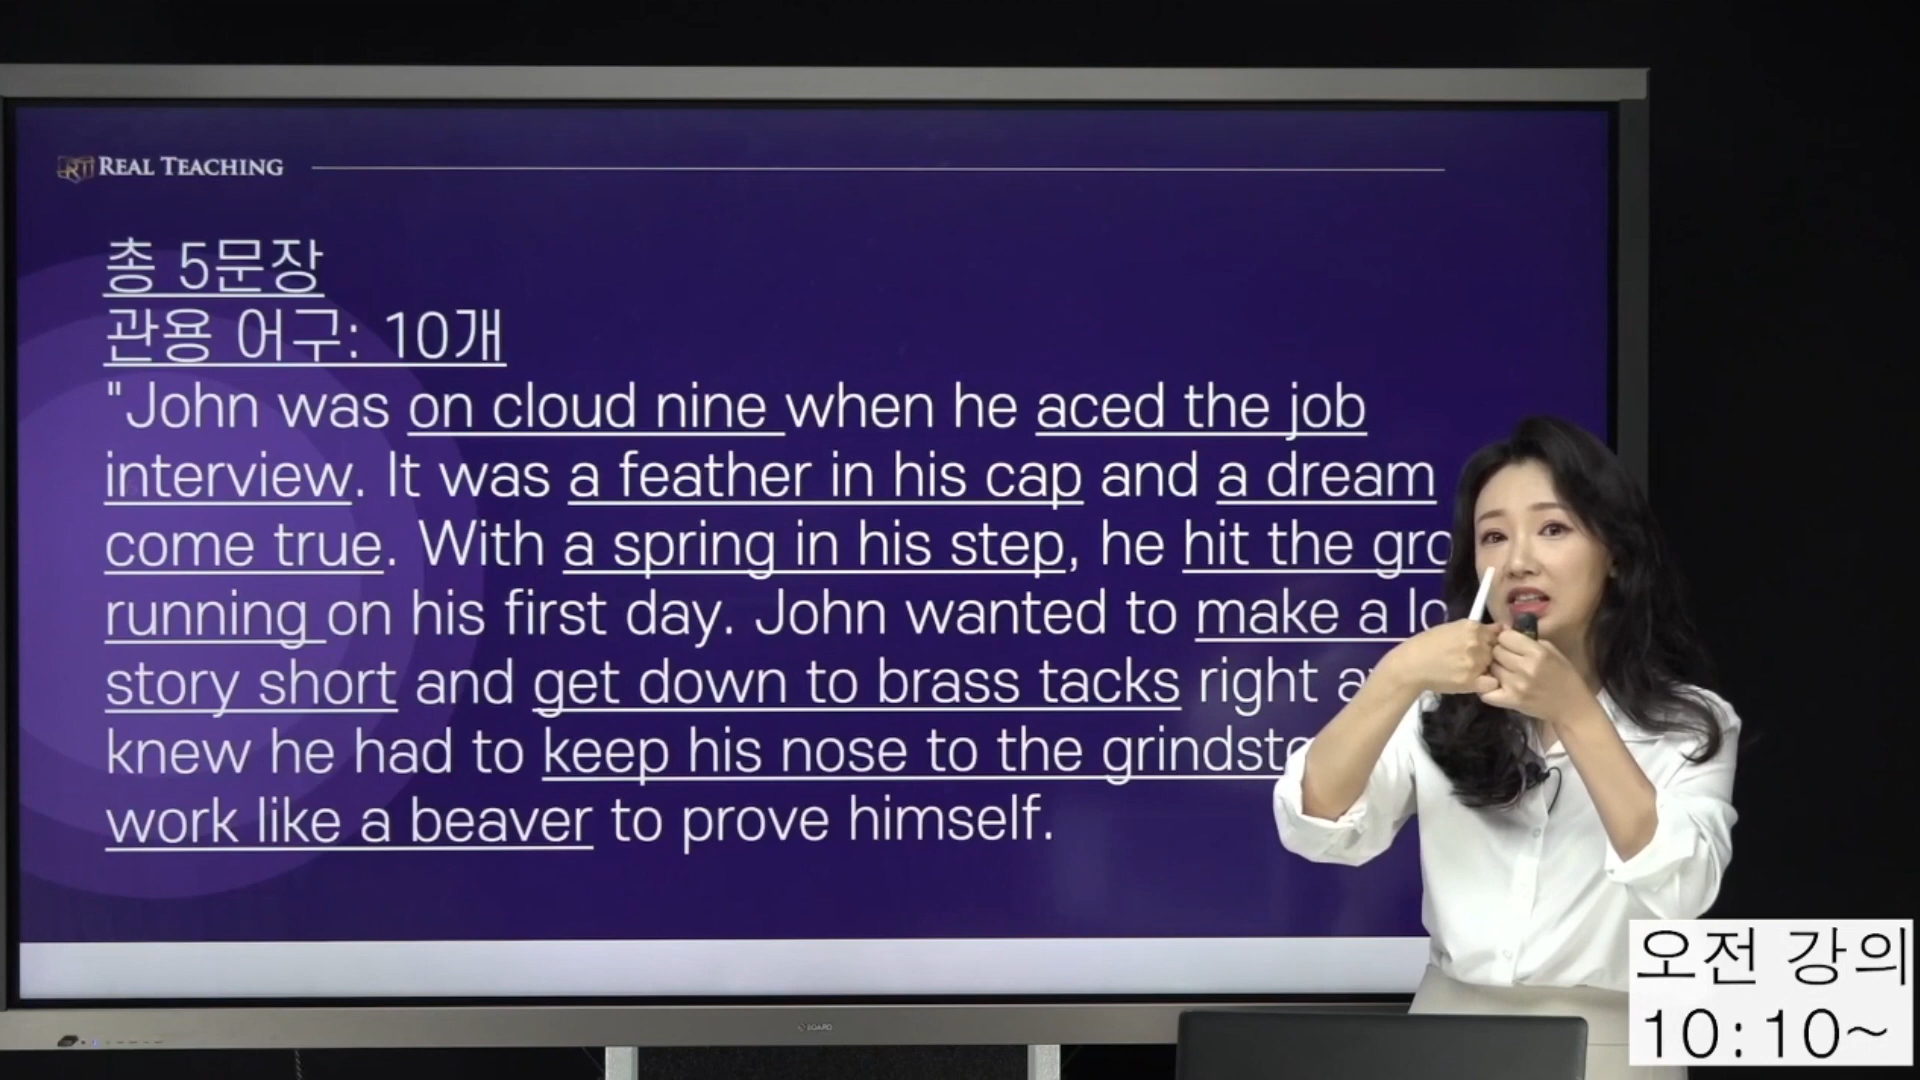 REAL TEACHING
총 5문장
관용 어구: 10개
"John was on cloud nine when he aced the job
interview. It was a feather in his cap and a dream
come true. With a spring in his step, he hit the
running on his first day. John wanted to make a
story short and get down to brass tacks right
knew he had to keep his nose to the
work like a beaver to prove himself.
오전 강의
10:10~